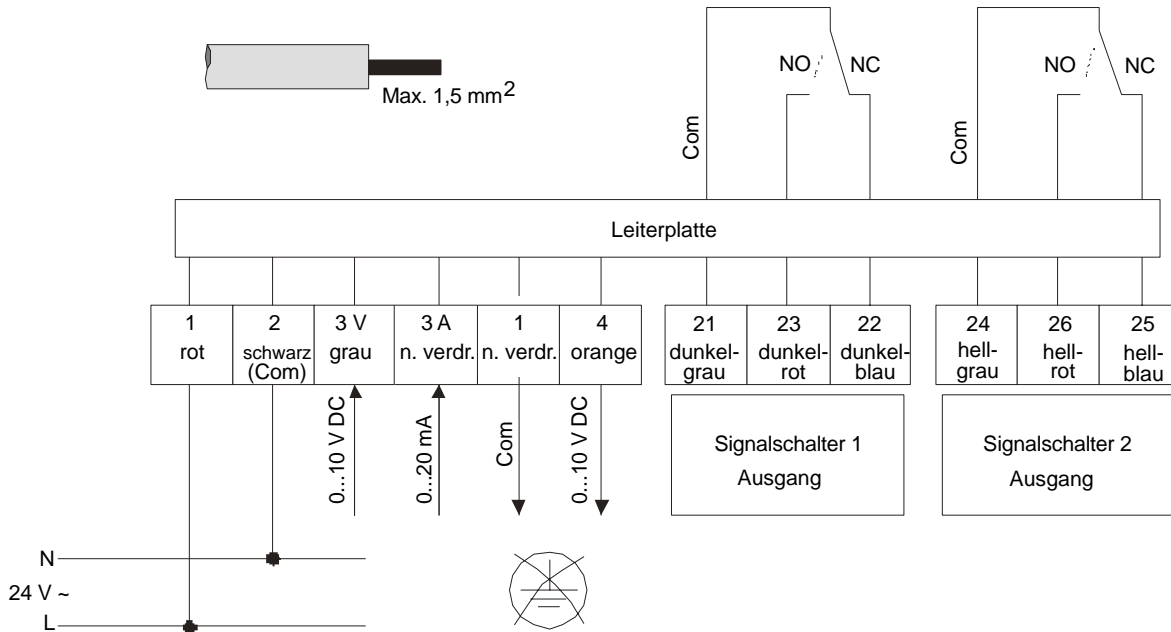 Max. 1,5 mm²
Com
NO
NC
Com
NO
NC
Leiterplatte
1
rot
2
schwarz
(Com)
3 V
grau
3 A
n. verdr.
1
n. verdr.
4
orange
21
dunkel-
grau
23
dunkel-
rot
22
dunkel-
blau
24
hell-
grau
26
hell-
rot
25
hell-
blau
0...10 V DC
0...20 mA
Com
0...10 V DC
Signalschalter 1
Ausgang
Signalschalter 2
Ausgang
N
24 V ~
L